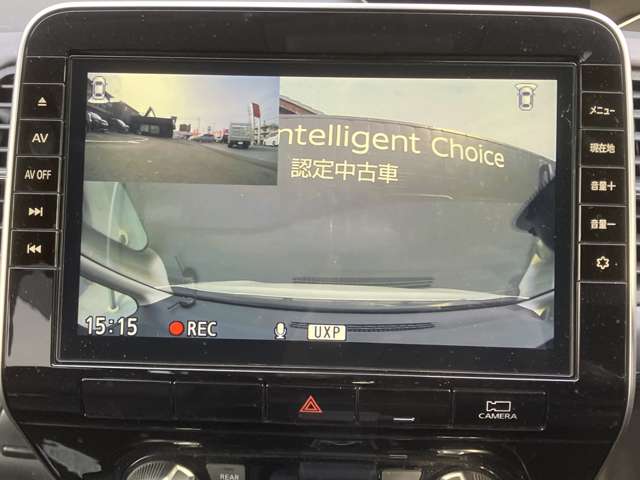 AV
AV OFF
メニュー
現在地
音量＋
音量－
ntelligent Choice
認定中古車
15:15 REC UXP
CAMERA
REAR